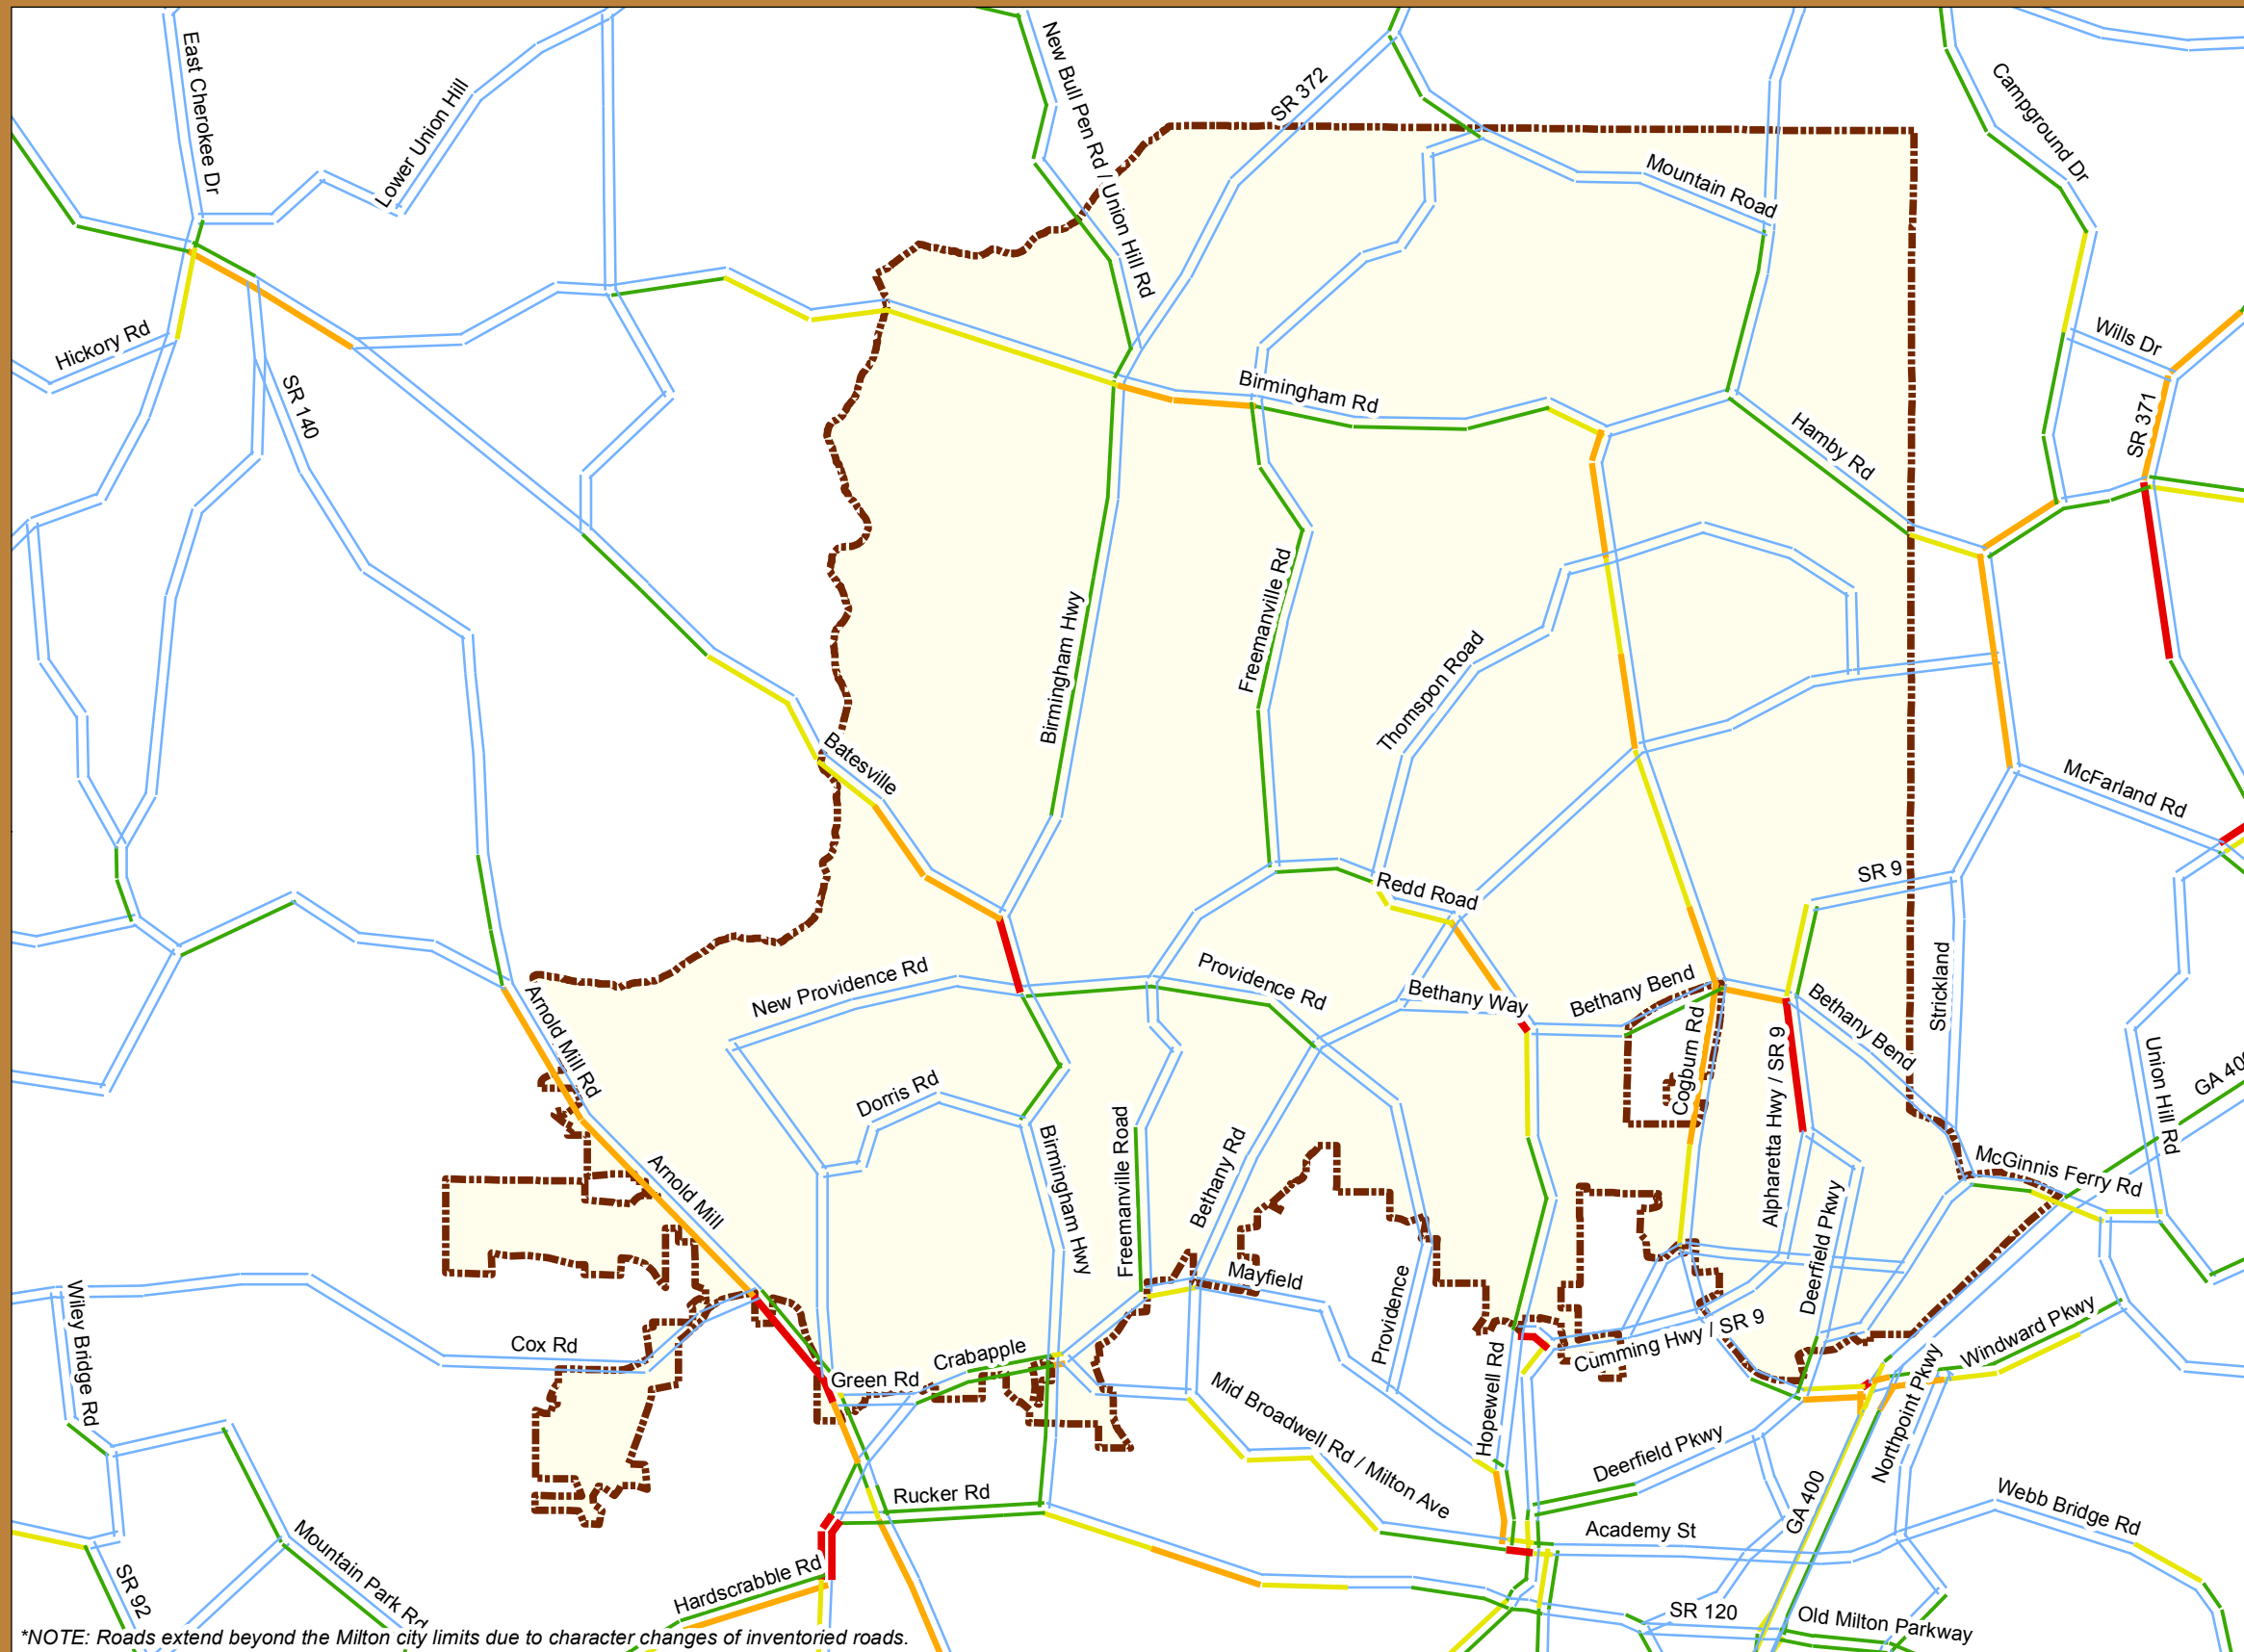 East Cherokee Dr
Lower Union Hill
New Bull Pen Rd / Union Hill Rd
SR 372
Campground Dr
Mountain Road
Hickory Rd
SR 140
Wills Dr
SR 371
Birmingham Rd
Hamby Rd
Birmingham Hwy
Freemanville Rd
Thomspon Road
Batesville
McFarland Rd
SR 9
Redd Road
New Providence Rd
Providence Rd
Bethany Way
Bethany Bend
Bethany Bend
Strickland
Arnold Mill Rd
Cogburn Rd
Alpharetta Hwy / SR 9
Union Hill Rd
GA 400
Dorris Rd
Birmingham Hwy
Freemanville Road
Bethany Rd
Arnold Mill
McGinnis Ferry Rd
Deerfield Pkwy
Mayfield
Providence
Wiley Bridge Rd
Cox Rd
Crabapple
Green Rd
Cumming Hwy / SR 9
Windward Pkwy
Northpoint Pkwy
Hopewell Rd
Mid Broadwell Rd / Milton Ave
Deerfield Pkwy
GA 400
Rucker Rd
Academy St
Webb Bridge Rd
Mountain Park Rd
SR 92
Hardscrabble Rd
SR 120
Old Milton Parkway
*NOTE: Roads extend beyond the Milton city limits due to character changes of inventoried roads.